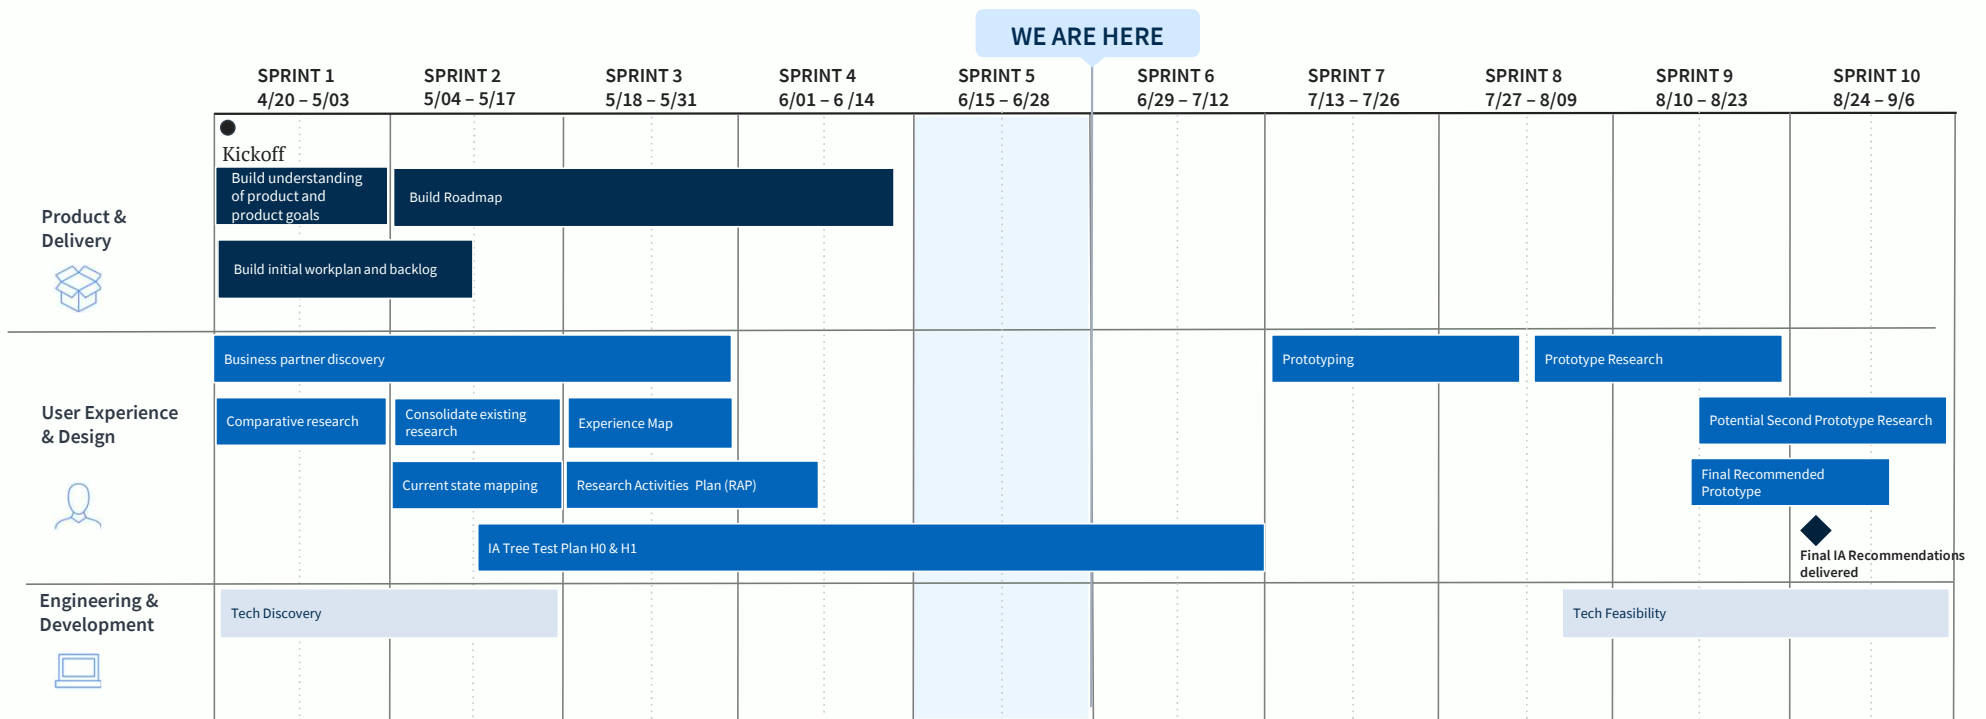 WE ARE HERE
SPRINT 1
4/20 – 5/03
SPRINT 2
5/04 – 5/17
SPRINT 3
5/18 – 5/31
SPRINT 4
6/01 – 6 /14
SPRINT 5
6/15 – 6/28
SPRINT 6
6/29 – 7/12
SPRINT 7
7/13 – 7/26
SPRINT 8
7/27 – 8/09
SPRINT 9
8/10 – 8/23
SPRINT 10
8/24 – 9/6
Kickoff
Product &
Delivery
Build understanding
of product and
product goals
Build Roadmap
Build initial workplan and backlog
User Experience
& Design
Business partner discovery
Prototyping
Prototype Research
Comparative research
Consolidate existing
research
Experience Map
Potential Second Prototype Research
Current state mapping
Research Activities  Plan (RAP)
Final Recommended
Prototype
IA Tree Test Plan H0 & H1
Final IA Recommendations
delivered
Engineering &
Development
Tech Discovery
Tech Feasibility